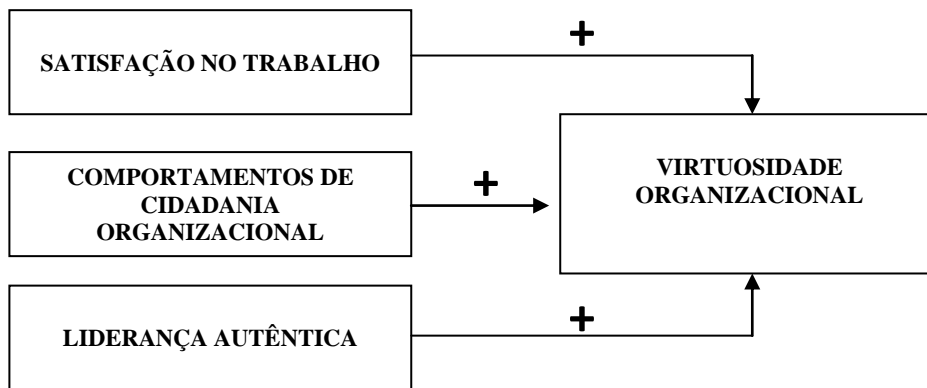 +
SATISFAÇÃO NO TRABALHO
COMPORTAMENTOS DE
CIDADANIA
ORGANIZACIONAL
+
VIRTUOSIDADE
ORGANIZACIONAL
LIDERANÇA AUTÊNTICA
+